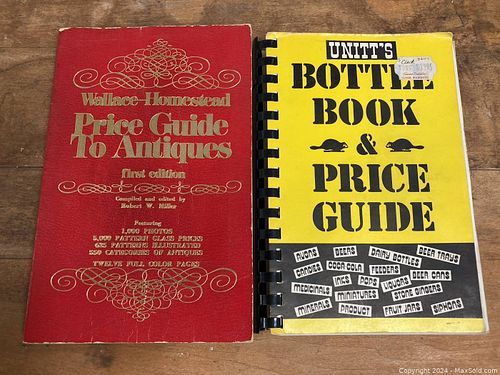 Wallace-Homestead
Price Guide
To Antiques
first edition
Compiled and edited by
Robert W. Miller
Featuring
1,000 PHOTOS
5,000 PATTERN GLASS PRICES
635 PATTERNS ILLUSTRATED
350 CATEGORIES OF ANTIQUES
TWELVE FULL COLOR PAGES
UNITT'S
BOTTLE
BOOK
&
PRICE
GUIDE
AVONS BEERS DAIRY BOTTLES BEER TRAYS
CANDIES COCA COLA FEEDERS BEER CANS
MEDICINALS INKS POPS LIQUORS STONE GINGERS
MINIATURES
MINERALS PRODUCT FRUIT JARS SIPHONS
Copyright 2024 - MaxSold.com